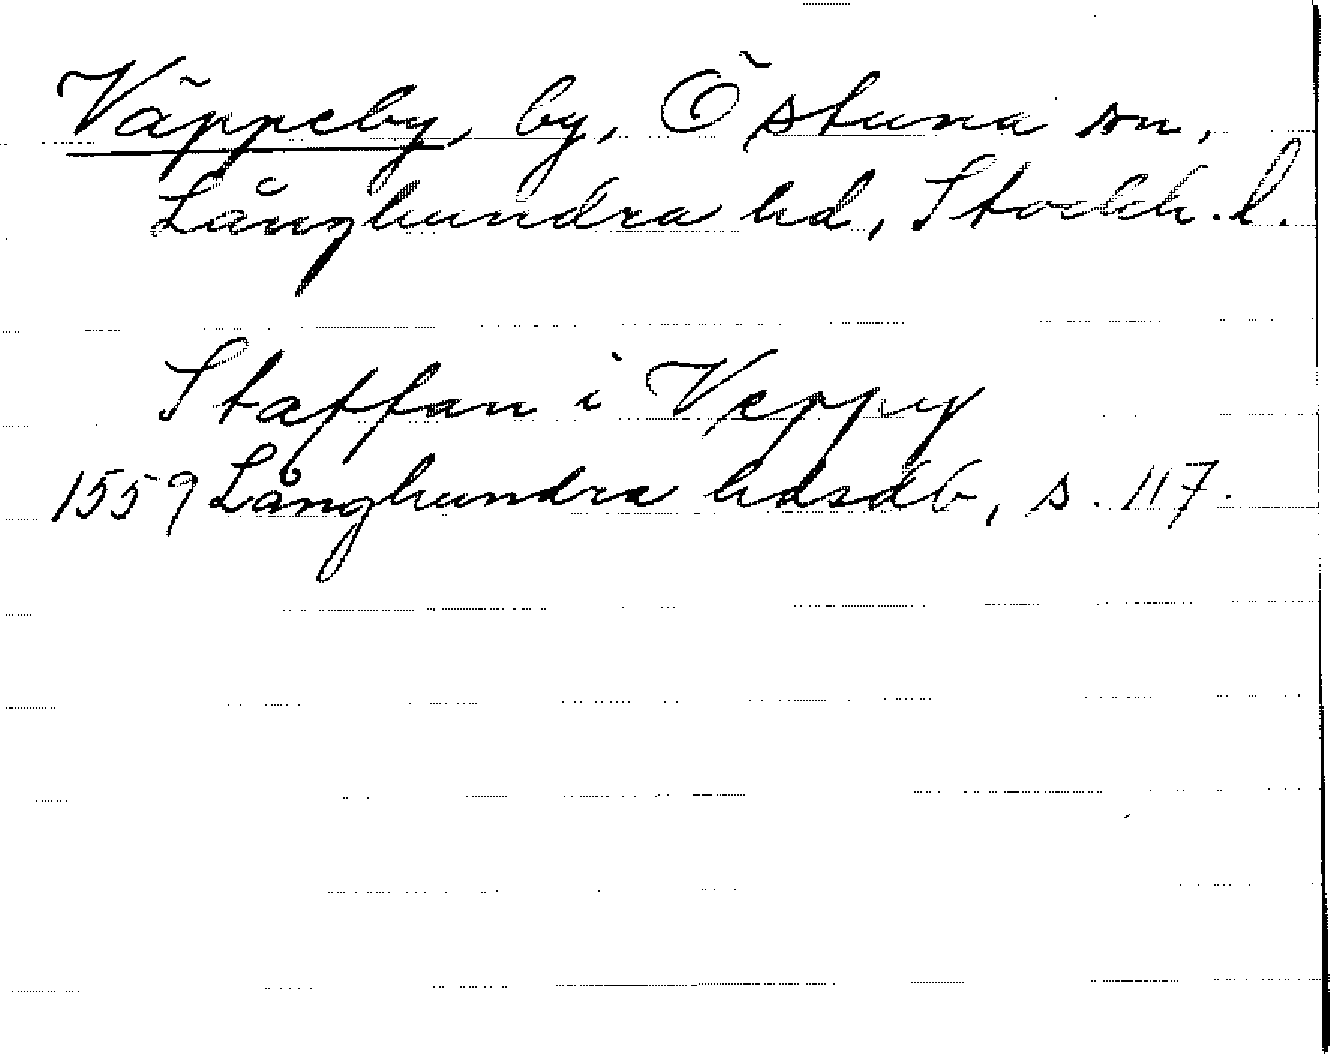 Väppeby, by, Östuna sn,
Långhundra hd, Stockh. l.
Staffan i Veppy
1559 Långhundra hdsdb, s. 117.